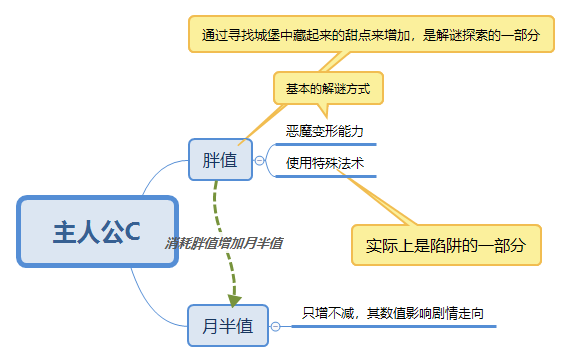 通过寻找城堡中藏起来的甜点来增加，是解谜探索的一部分
基本的解谜方式
恶魔变形能力
胖值
使用特殊法术
主人公C
消耗胖值增加月半值
实际上是陷阱的一部分
只增不减，其数值影响剧情走向
月半值